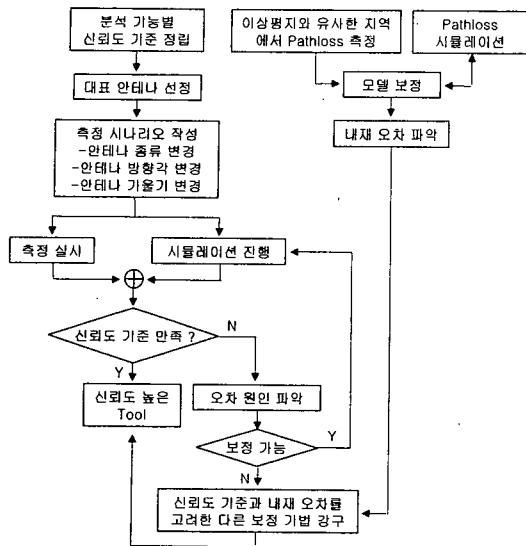 분석 기능별
신뢰도 기준 정립
이상평지와 유사한 지역
에서 Pathloss 측정
Pathloss
시뮬레이션
대표 안테나 선정
모델 보정
측정 시나리오 작성
-안테나 종류 변경
-안테나 방향각 변경
-안테나 기울기 변경
내재 오차 파악
측정 실시
시뮬레이션 진행
신뢰도 기준 만족 ?
N
Y
신뢰도 높은
Tool
오차 원인 파악
보정 가능
Y
N
신뢰도 기준과 내재 오차를
고려한 다른 보정 기법 강구